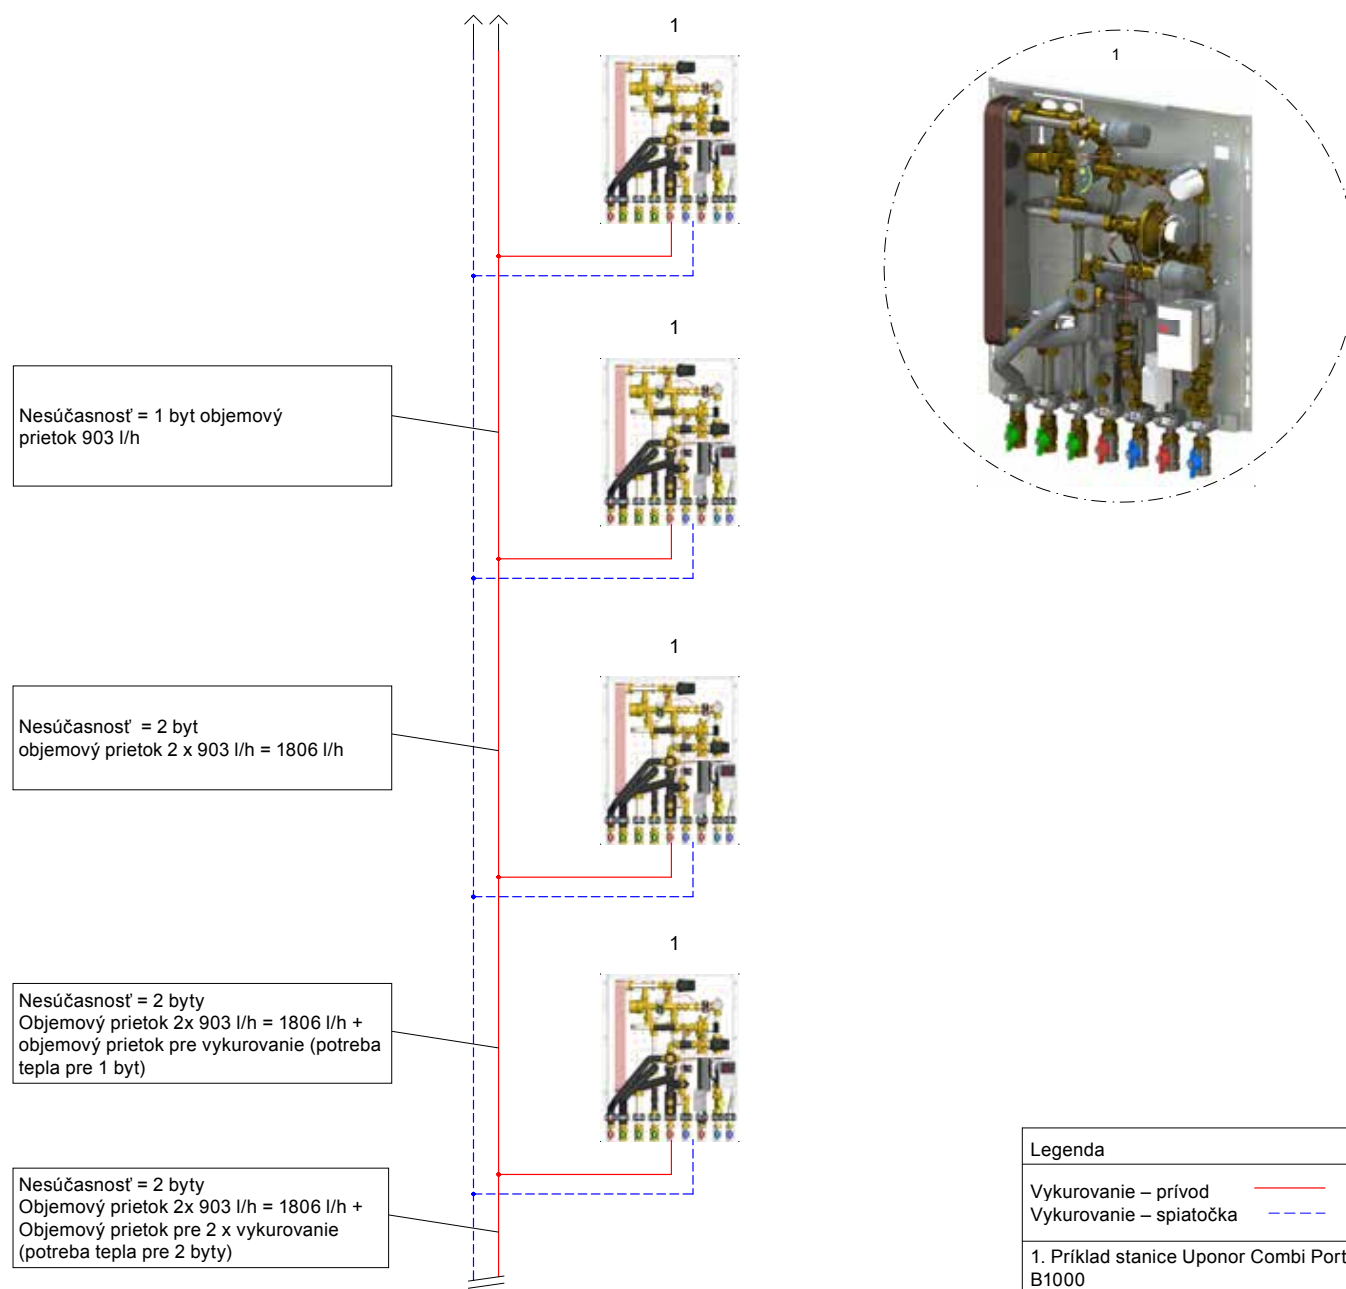 1
1
Nesúčasnosť = 1 byt objemový
prietok 903 l/h
1
1
Nesúčasnosť  = 2 byt
objemový prietok 2 x 903 l/h = 1806 l/h
1
Nesúčasnosť = 2 byty
Objemový prietok 2x 903 l/h = 1806 l/h +
objemový prietok pre vykurovanie (potreba
tepla pre 1 byt)
Nesúčasnosť = 2 byty
Objemový prietok 2x 903 l/h = 1806 l/h +
Objemový prietok pre 2 x vykurovanie
(potreba tepla pre 2 byty)
Legenda
Vykurovanie – prívod
Vykurovanie – spiatočka
1. Príklad stanice Uponor Combi Port
B1000